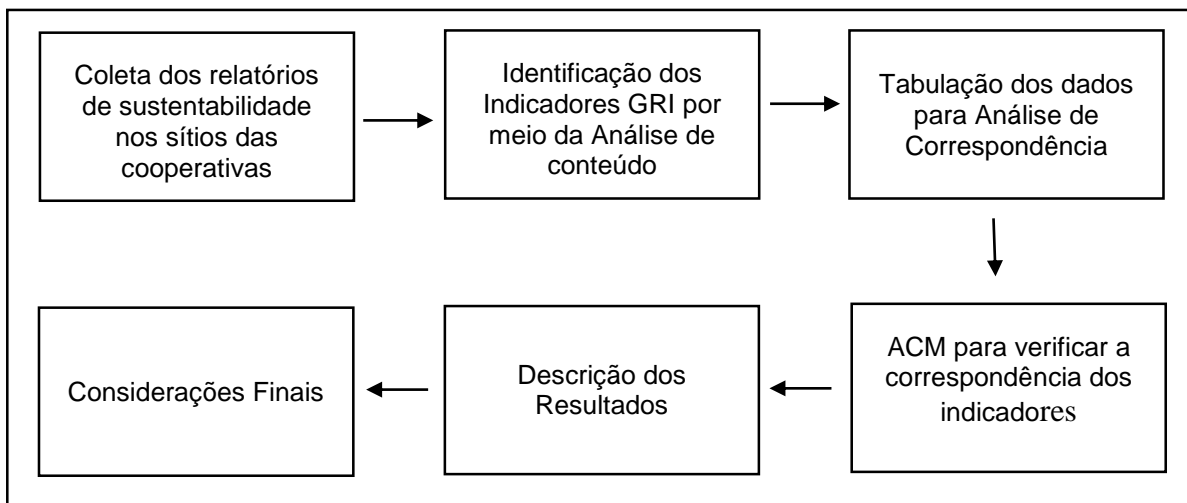 Coleta dos relatórios
de sustentabilidade
nos sítios das
cooperativas
Identificação dos
Indicadores GRI por
meio da Análise de
conteúdo
Tabulação dos dados
para Análise de
Correspondência
ACM para verificar a
correspondência dos
indicadores
Descrição dos
Resultados
Considerações Finais